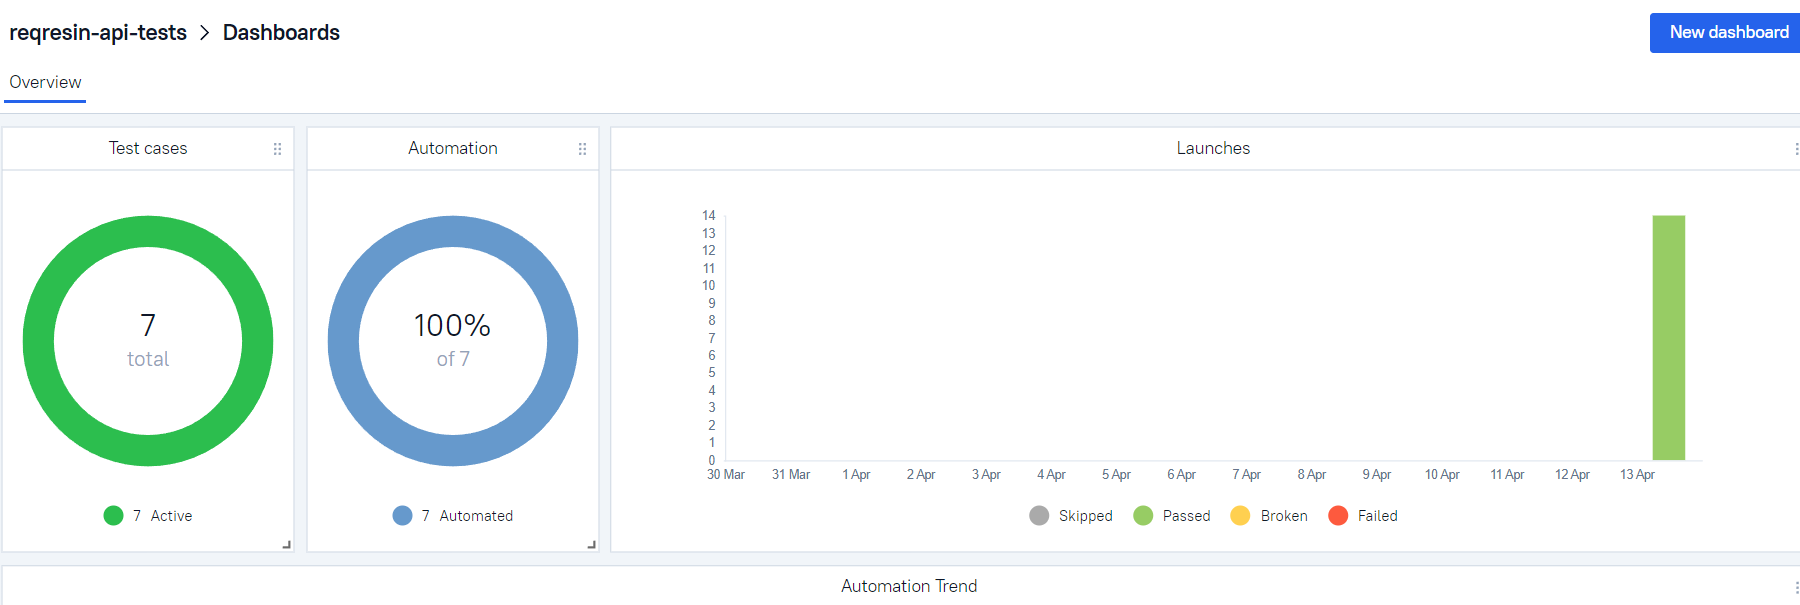 reqresin-api-tests > Dashboards
New dashboard
Overview
Test cases
7
total
7 Active
Automation
100%
of 7
7 Automated
Launches
14
13
12
11
10
9
8
7
6
5
4
3
2
1
0
30 Mar 31 Mar 1 Apr 2 Apr 3 Apr 4 Apr 5 Apr 6 Apr 7 Apr 8 Apr 9 Apr 10 Apr 11 Apr 12 Apr 13 Apr
Skipped Passed Broken Failed
Automation Trend